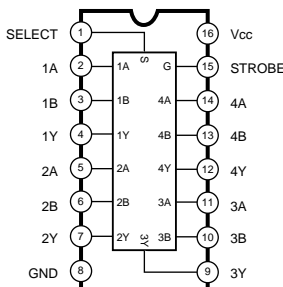 SELECT 1 S 16 Vcc
1A 2 1A G 15 STROBE
1B 3 1B 4A 14 4A
1Y 4 1Y 4B 13 4B
2A 5 2A 4Y 12 4Y
2B 6 2B 3A 11 3A
2Y 7 2Y 3Y 3B 10 3B
GND 8 9 3Y